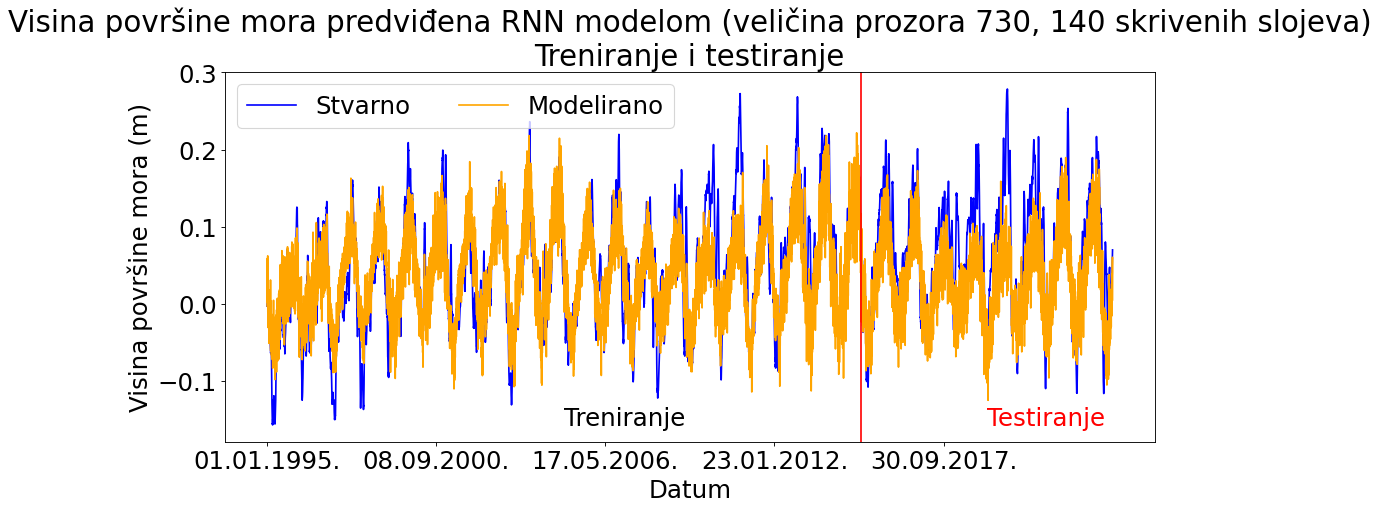 Visina površine mora predviđena RNN modelom (veličina prozora 730, 140 skrivenih slojeva)
Treniranje i testiranje
Stvarno
Modelirano
Visina površine mora (m)
0.3
0.2
0.1
0.0
−0.1
Treniranje
Testiranje
01.01.1995.
08.09.2000.
17.05.2006.
23.01.2012.
30.09.2017.
Datum